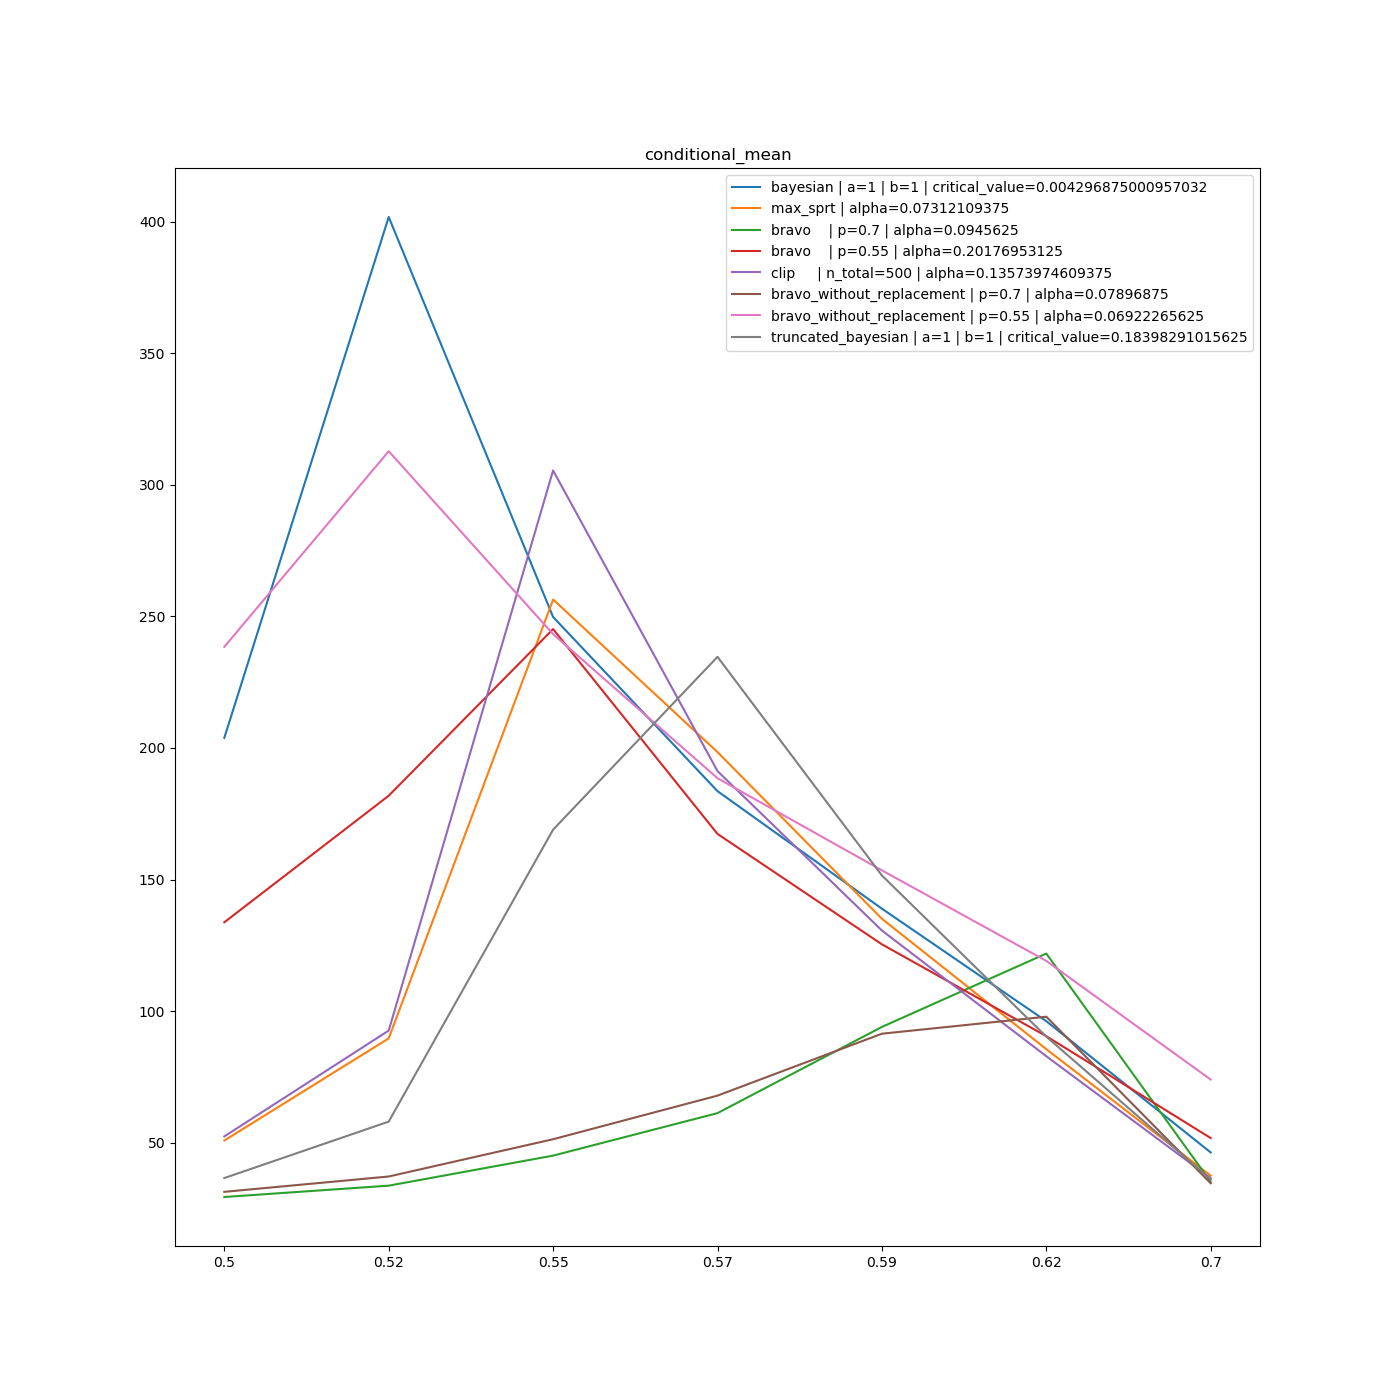 conditional_mean
bayesian | a=1 | b=1 | critical_value=0.004296875000957032
max_sprt | alpha=0.07312109375
bravo    | p=0.7 | alpha=0.0945625
bravo    | p=0.55 | alpha=0.20176953125
clip     | n_total=500 | alpha=0.13573974609375
bravo_without_replacement | p=0.7 | alpha=0.07896875
bravo_without_replacement | p=0.55 | alpha=0.06922265625
truncated_bayesian | a=1 | b=1 | critical_value=0.18398291015625
400
350
300
250
200
150
100
50
0.5 0.52 0.55 0.57 0.59 0.62 0.7